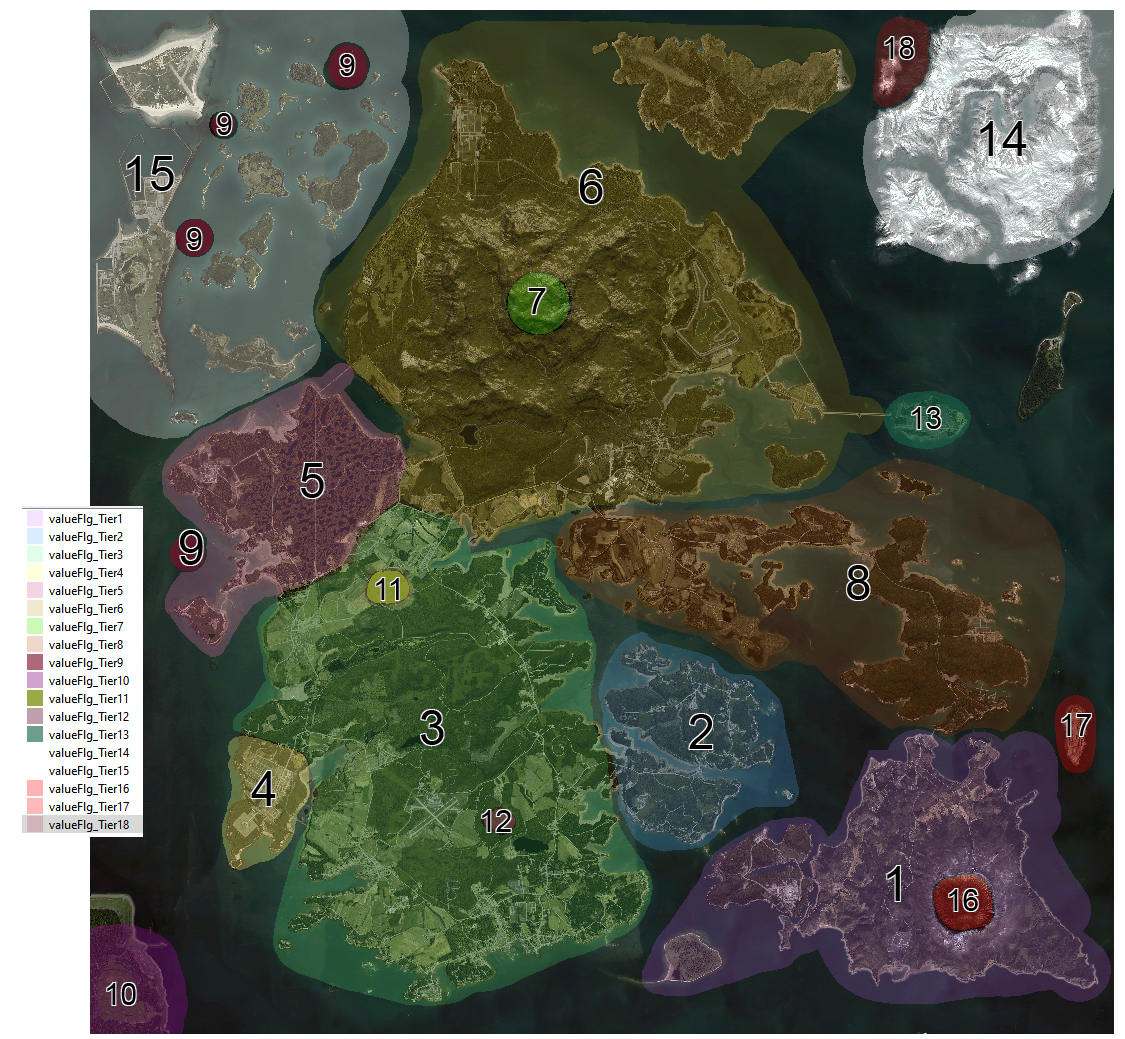 18
9
9
14
15
6
9
7
13
5
9
8
11
valueFlg_Tier1
valueFlg_Tier2
valueFlg_Tier3
valueFlg_Tier4
valueFlg_Tier5
valueFlg_Tier6
valueFlg_Tier7
valueFlg_Tier8
valueFlg_Tier9
valueFlg_Tier10
valueFlg_Tier11
valueFlg_Tier12
valueFlg_Tier13
valueFlg_Tier14
valueFlg_Tier15
valueFlg_Tier16
valueFlg_Tier17
valueFlg_Tier18
3
2
17
4
12
1
16
10